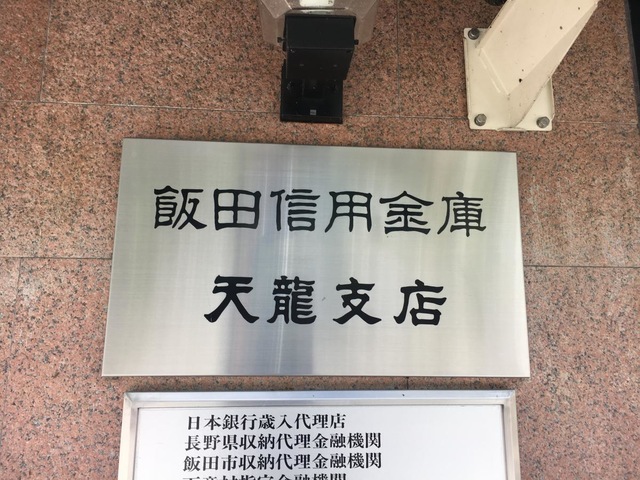 飯田信用金庫
天龍支店
日本銀行歳入代理店
長野県収納代理金融機関
飯田市収納代理金融機関